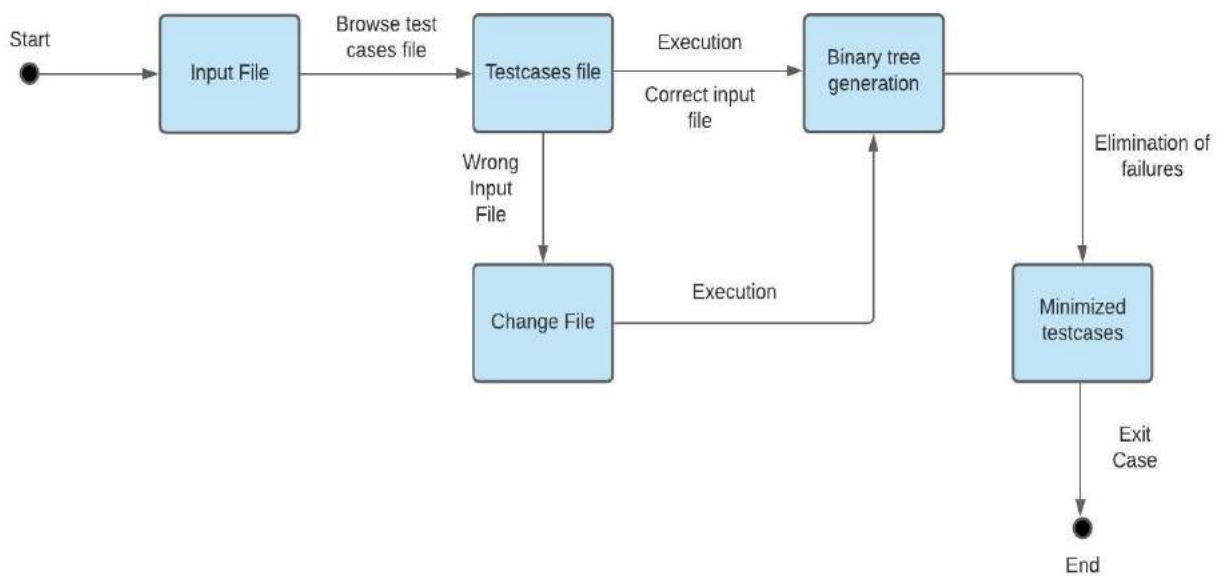 Start
Input File
Browse test
cases file
Testcases file
Execution
Correct input
file
Binary tree
generation
Elimination of
failures
Wrong
Input
File
Change File
Execution
Minimized
testcases
Exit
Case
End